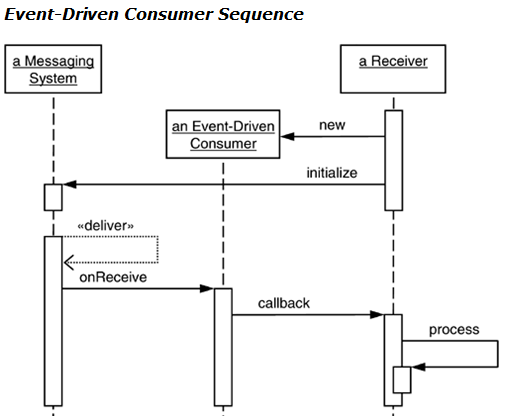 Event-Driven Consumer Sequence
a Messaging
System
a Receiver
an Event-Driven
Consumer
new
initialize
«deliver»
onReceive
callback
process